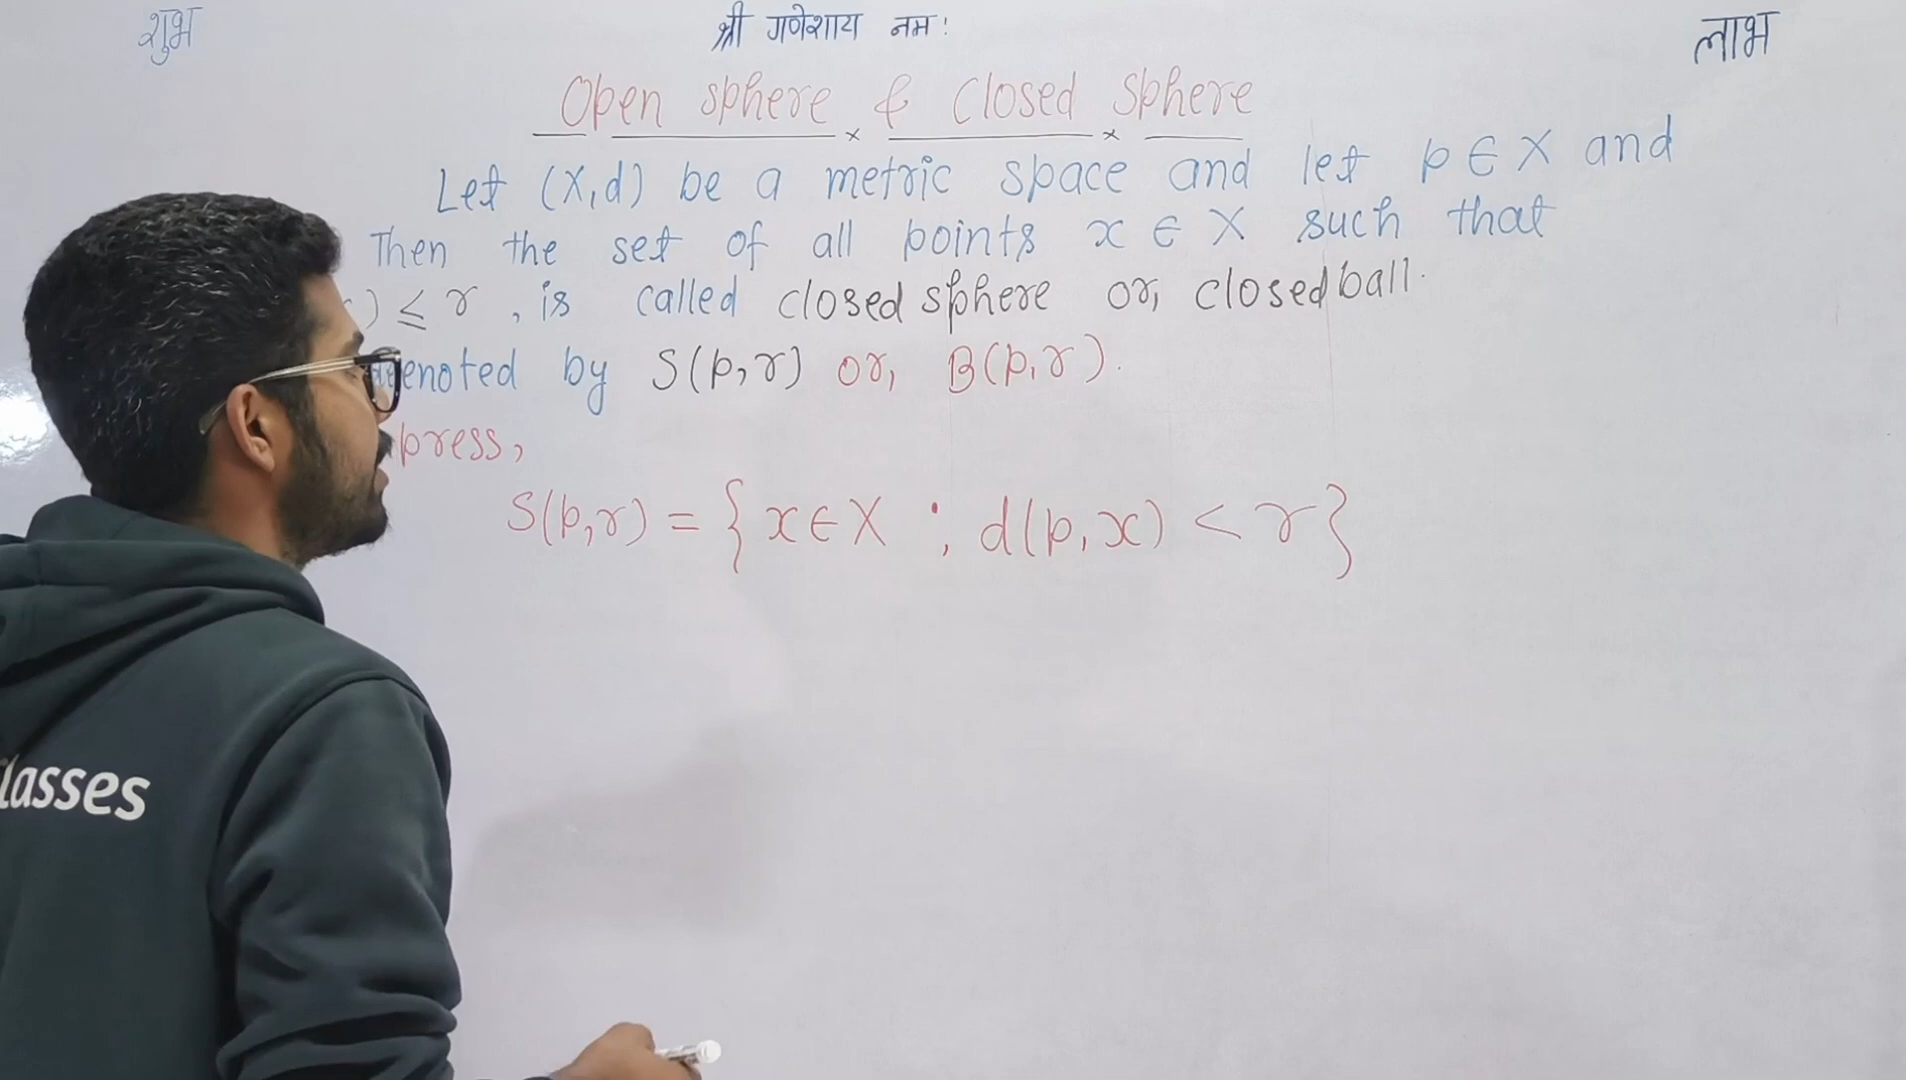 शुभ श्री गणेशाय नमः लाभ
Open sphere & Closed Sphere
Let (X,d) be a metric space and let p ∈ X and
Then the set of all points x ∈ X such that
) ≤ r , is called closed sphere or, closed ball.
denoted by S(p,r) or, B(p,r).
press,
S(p,r) = { x ∈ X ; d(p,x) < r }
lasses